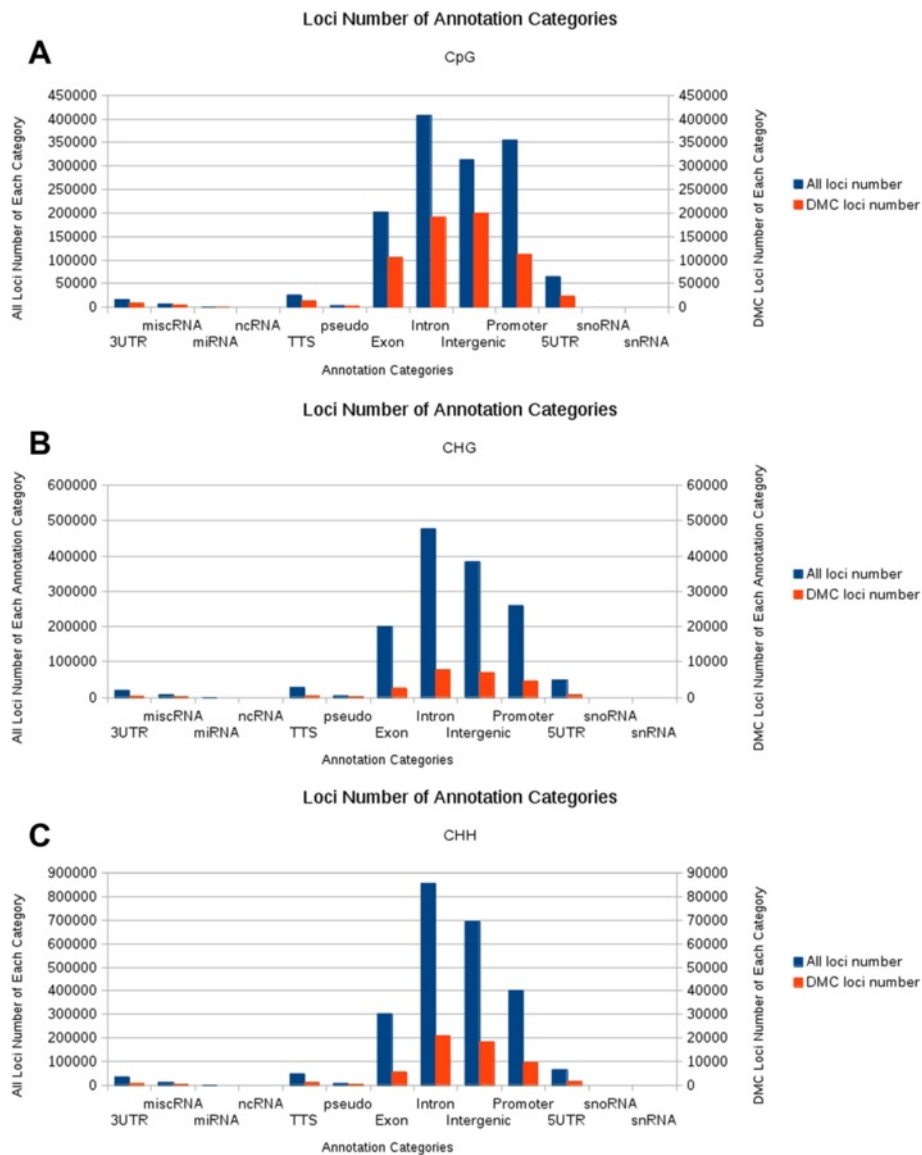 Loci Number of Annotation Categories
A
CpG
All Loci Number of Each Category
450000
400000
350000
300000
250000
200000
150000
100000
50000
0
450000
400000
350000
300000
250000
200000
150000
100000
50000
0
DMC Loci Number of Each Category
All loci number
DMC loci number
miscRNA ncRNA pseudo Intron Promoter snoRNA
3UTR miRNA TTS Exon Intergenic 5UTR snRNA
Annotation Categories
Loci Number of Annotation Categories
B
CHG
All Loci Number of Each Annotation Category
600000
500000
400000
300000
200000
100000
0
60000
50000
40000
30000
20000
10000
0
DMC Loci Number of Each Annotation Category
All loci number
DMC loci number
miscRNA ncRNA pseudo Intron Promoter snoRNA
3UTR miRNA TTS Exon Intergenic 5UTR snRNA
Annotation Categories
Loci Number of Annotation Categories
C
CHH
All Loci Number of Each Category
900000
800000
700000
600000
500000
400000
300000
200000
100000
0
90000
80000
70000
60000
50000
40000
30000
20000
10000
0
DMC Loci Number of Each Category
All loci number
DMC loci number
miscRNA ncRNA pseudo Intron Promoter snoRNA
3UTR miRNA TTS Exon Intergenic 5UTR snRNA
Annotation Categories